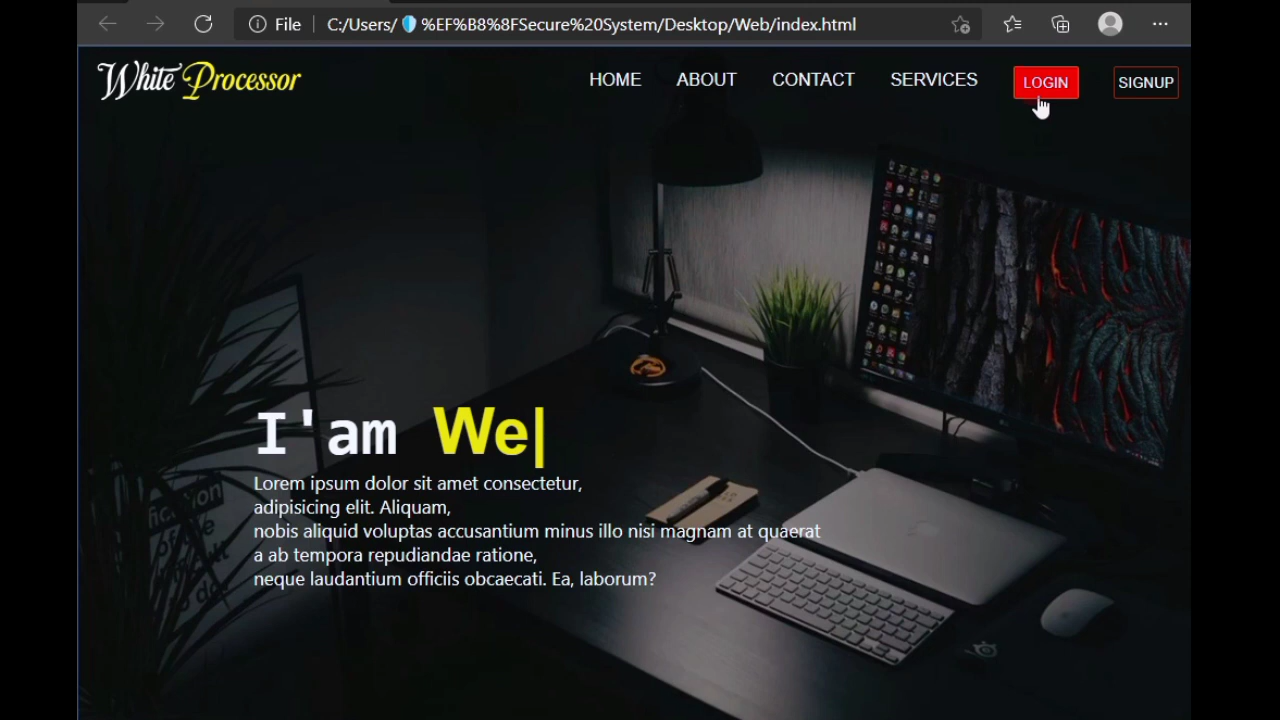 File C:/Users/🛡️%EF%B8%8FSecure%20System/Desktop/Web/index.html
White Processor HOME ABOUT CONTACT SERVICES LOGIN SIGNUP
I'am We|
Lorem ipsum dolor sit amet consectetur,
adipisicing elit. Aliquam,
nobis aliquid voluptas accusantium minus illo nisi magnam at quaerat
a ab tempora repudiandae ratione,
neque laudantium officiis obcaecati. Ea, laborum?